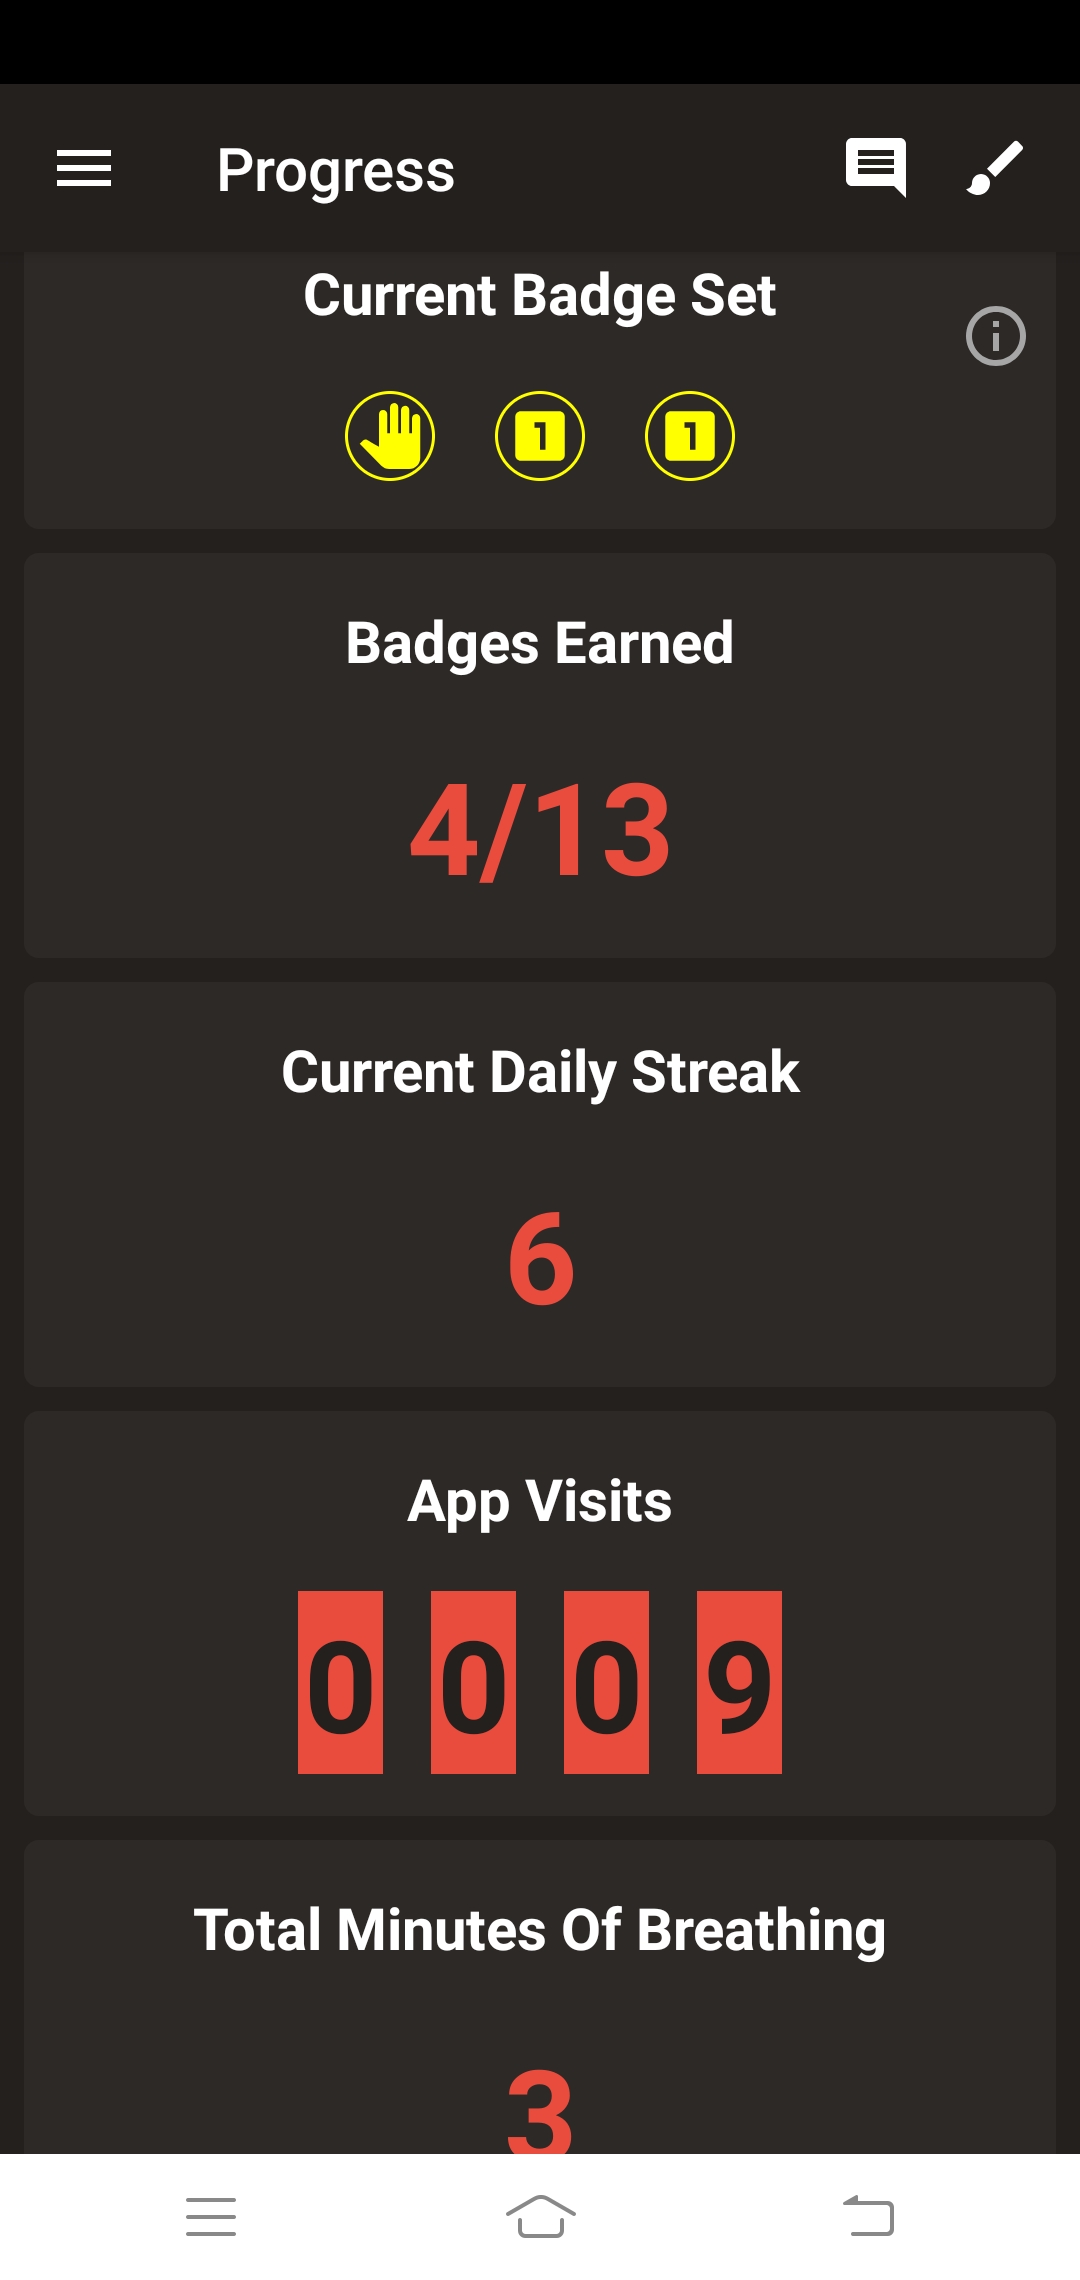 Progress
Current Badge Set
1 1
Badges Earned
4/13
Current Daily Streak
6
App Visits
0 0 0 9
Total Minutes Of Breathing
3